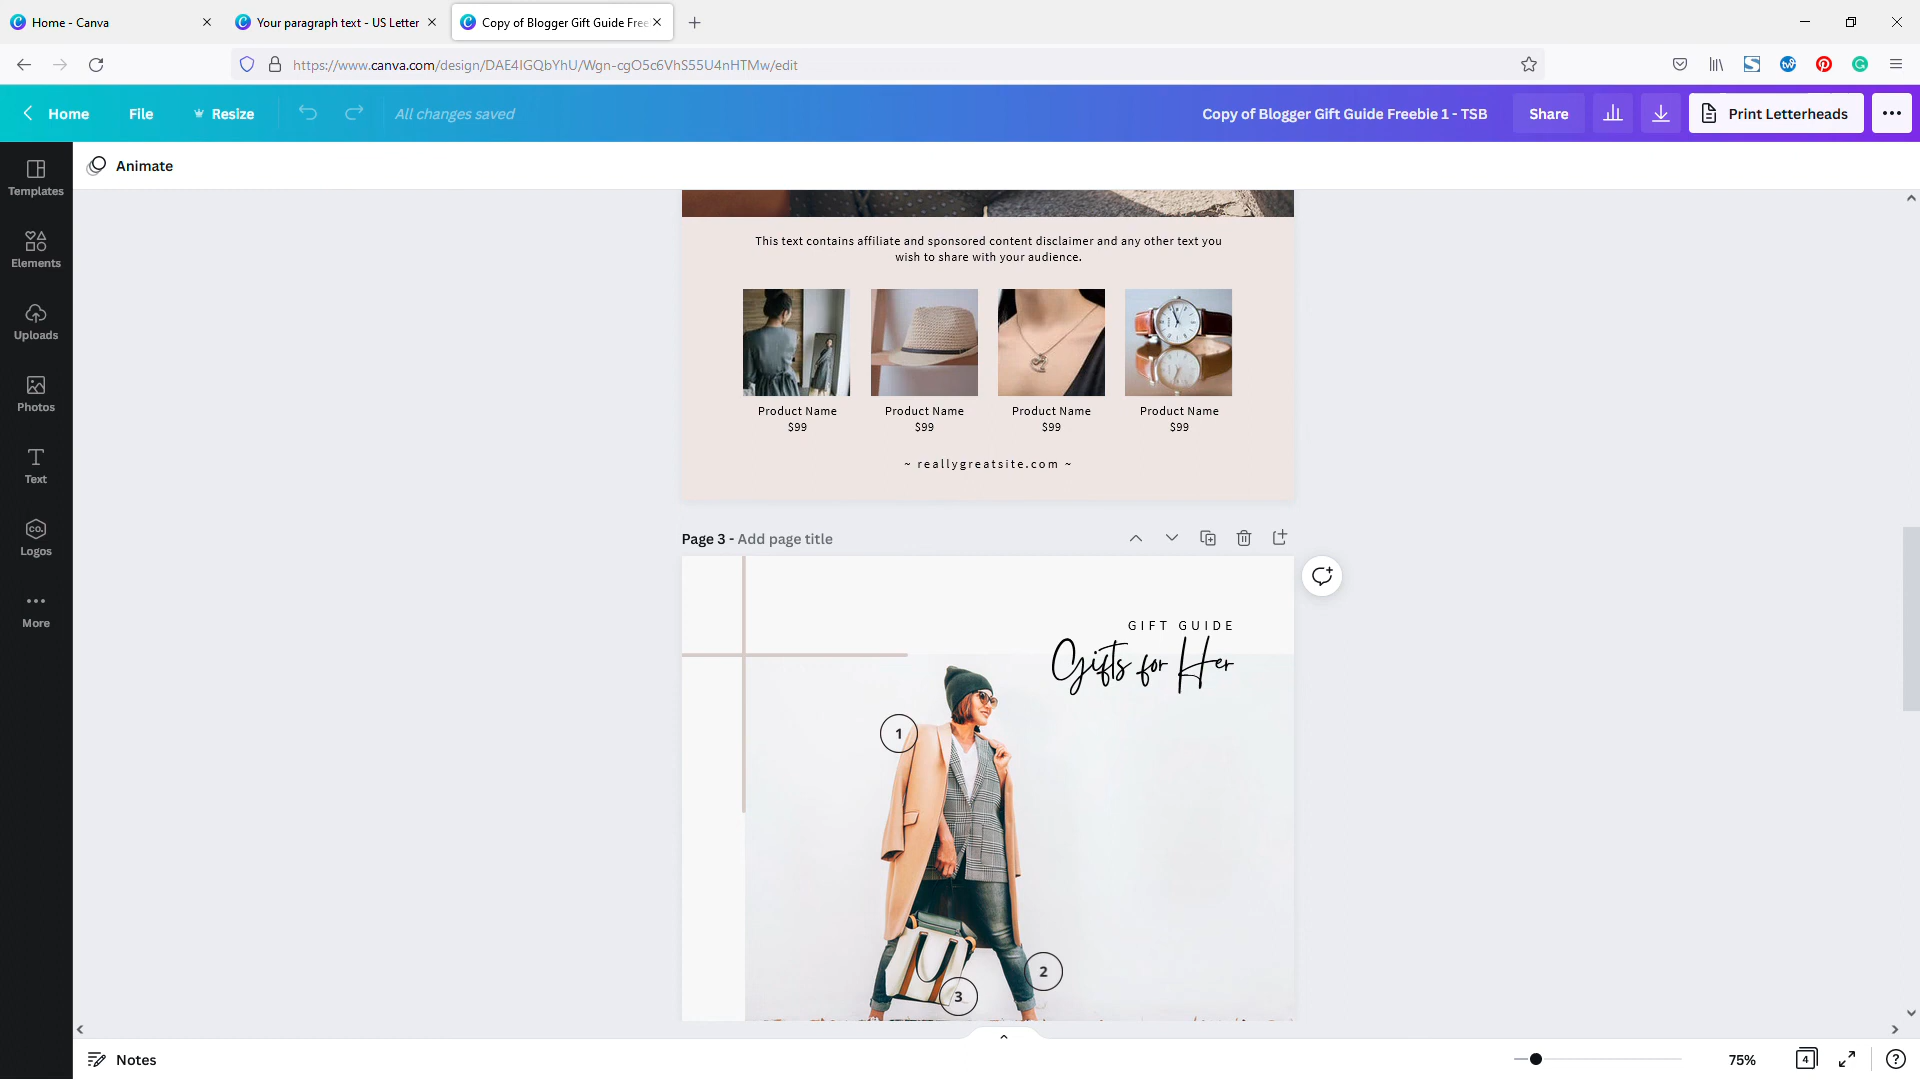 Home - Canva
Your paragraph text - US Letter
Copy of Blogger Gift Guide Free
https://www.canva.com/design/DAE4IGQbYhU/Wgn-cgO5c6VhS55U4nHTMw/edit
Home
File
Resize
All changes saved
Copy of Blogger Gift Guide Freebie 1 - TSB
Share
Print Letterheads
Animate
Templates
Elements
Uploads
Photos
Text
CO.
Logos
More
This text contains affiliate and sponsored content disclaimer and any other text you
wish to share with your audience.
Product Name
$99
Product Name
$99
Product Name
$99
Product Name
$99
~ reallygreatsite.com ~
Page 3 - Add page title
GIFT GUIDE
Gifts for Her
1
2
3
Notes
75%
4